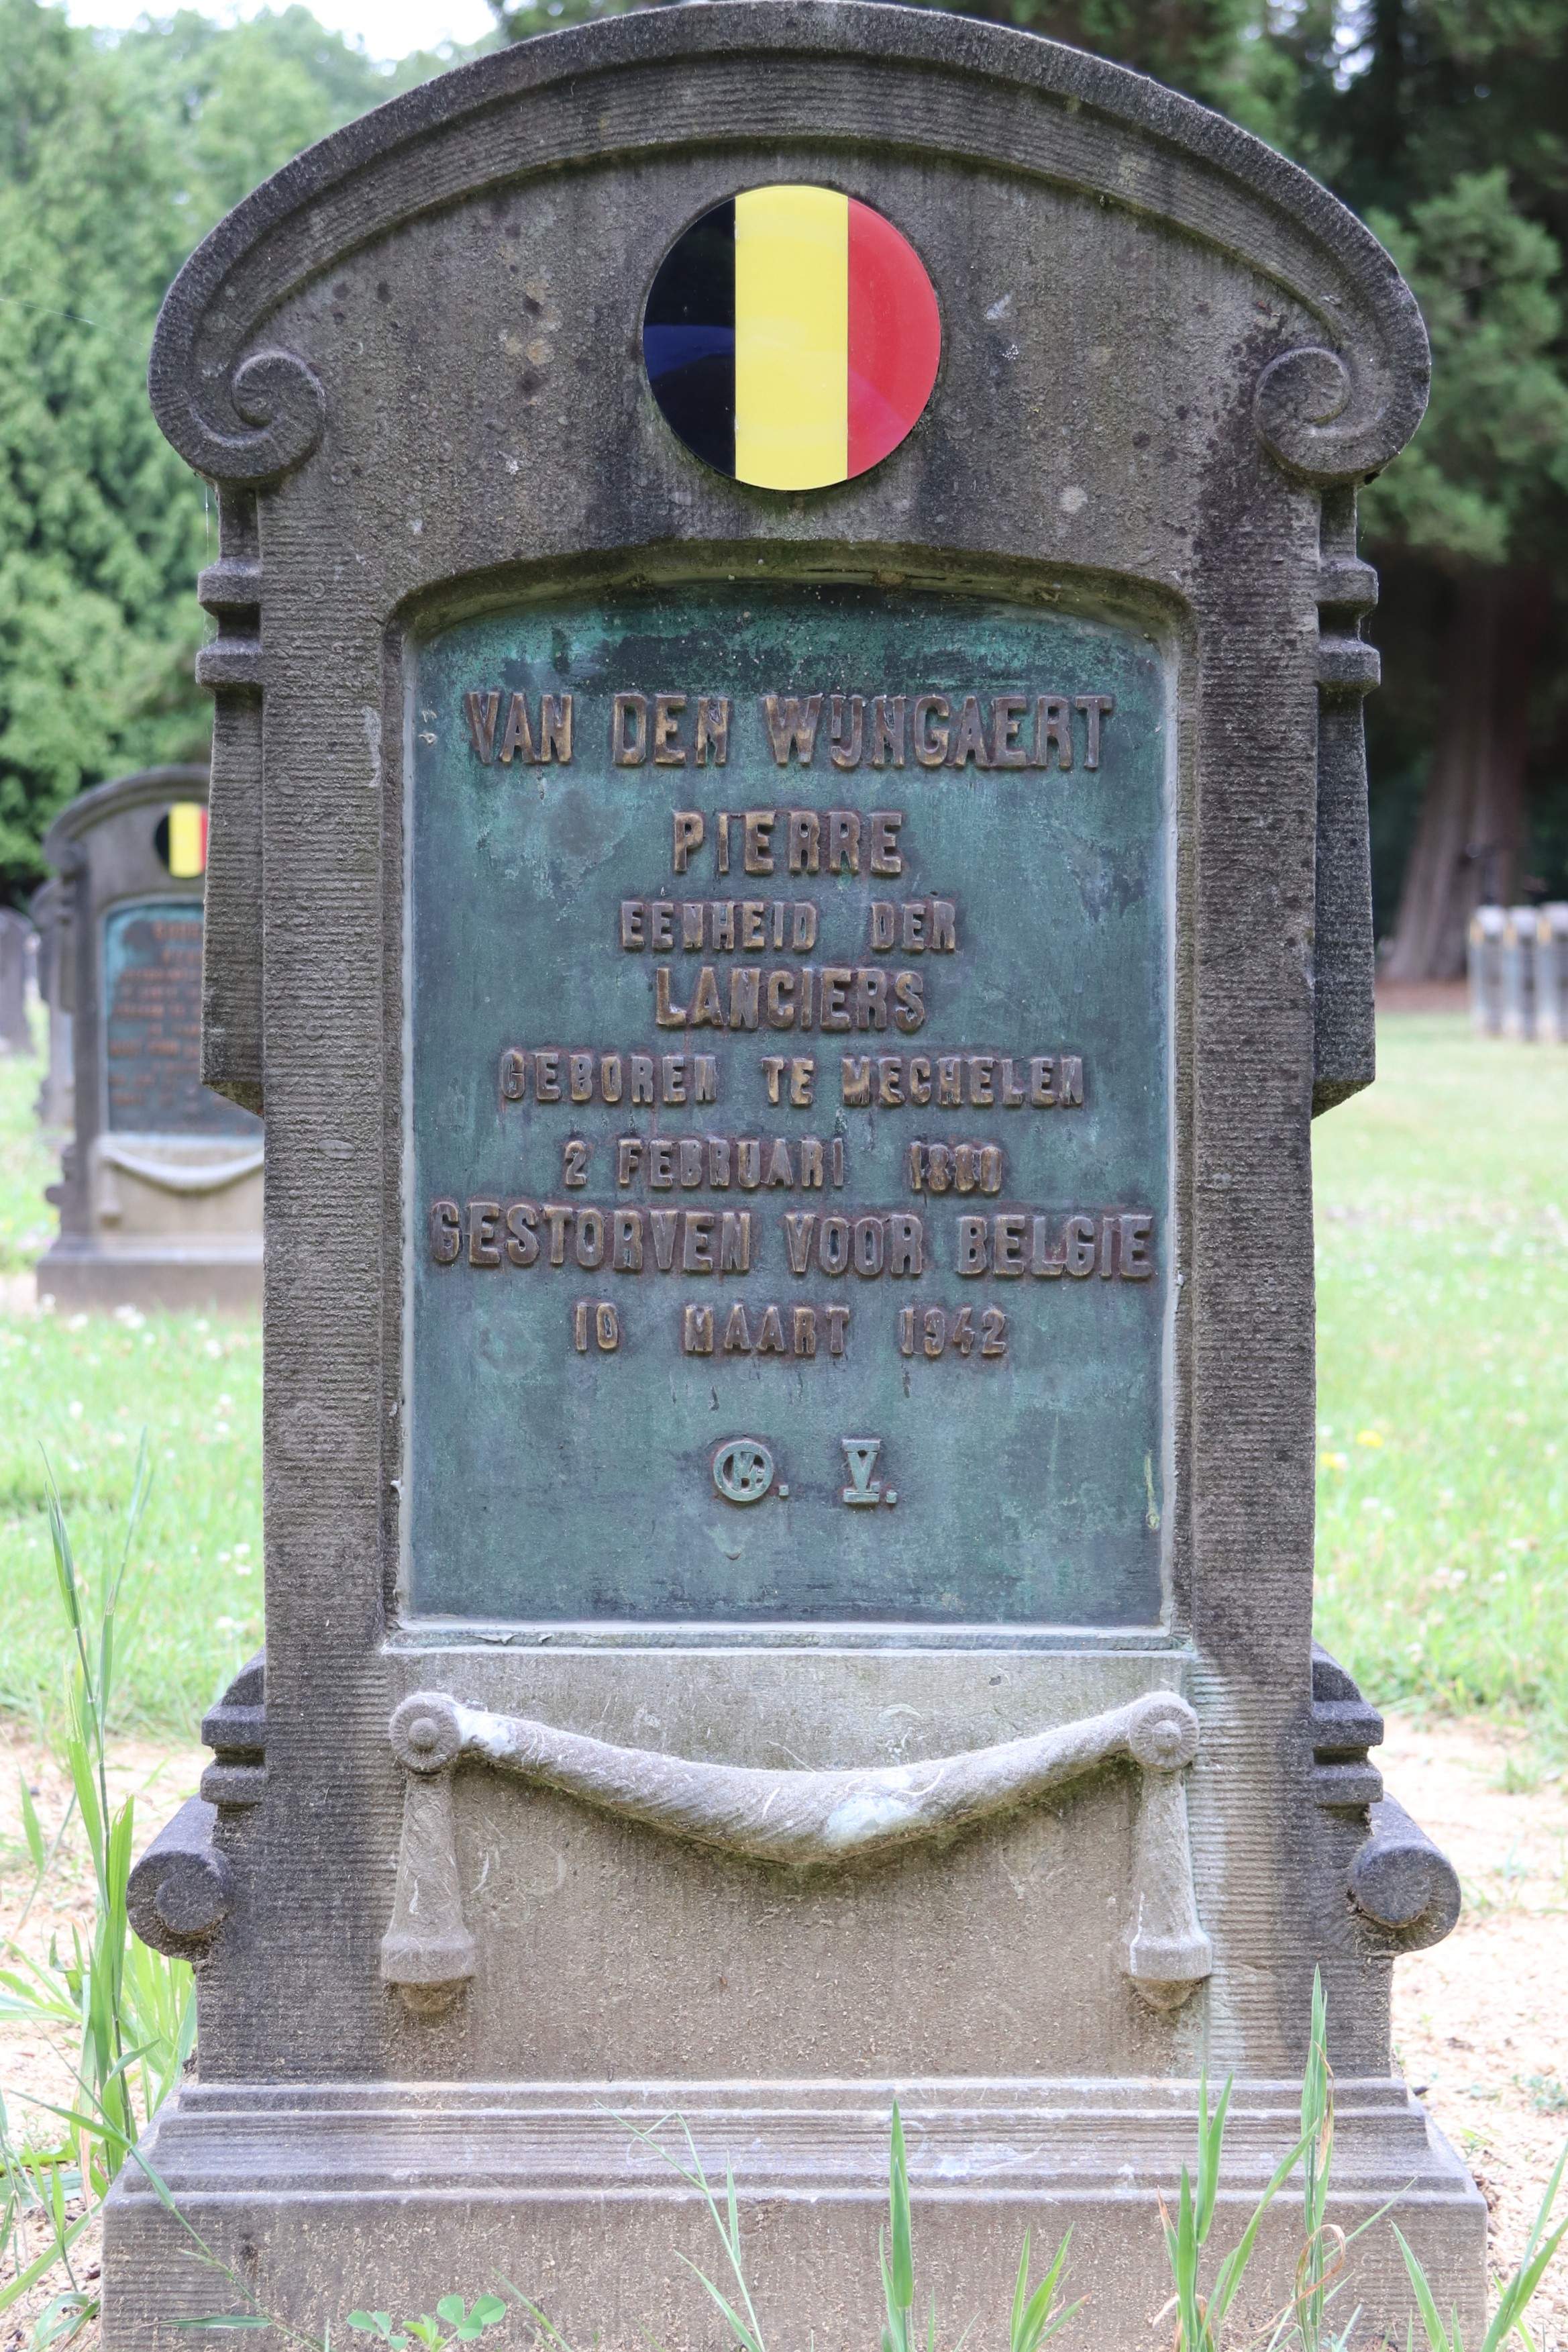 VAN DEN WIJNGAERT
PIERRE
EENHEID DER
LANCIERS
GEBOREN TE MECHELEN
2 FEBRUARI 1880
GESTORVEN VOOR BELGIE
10 MAART 1942
V.